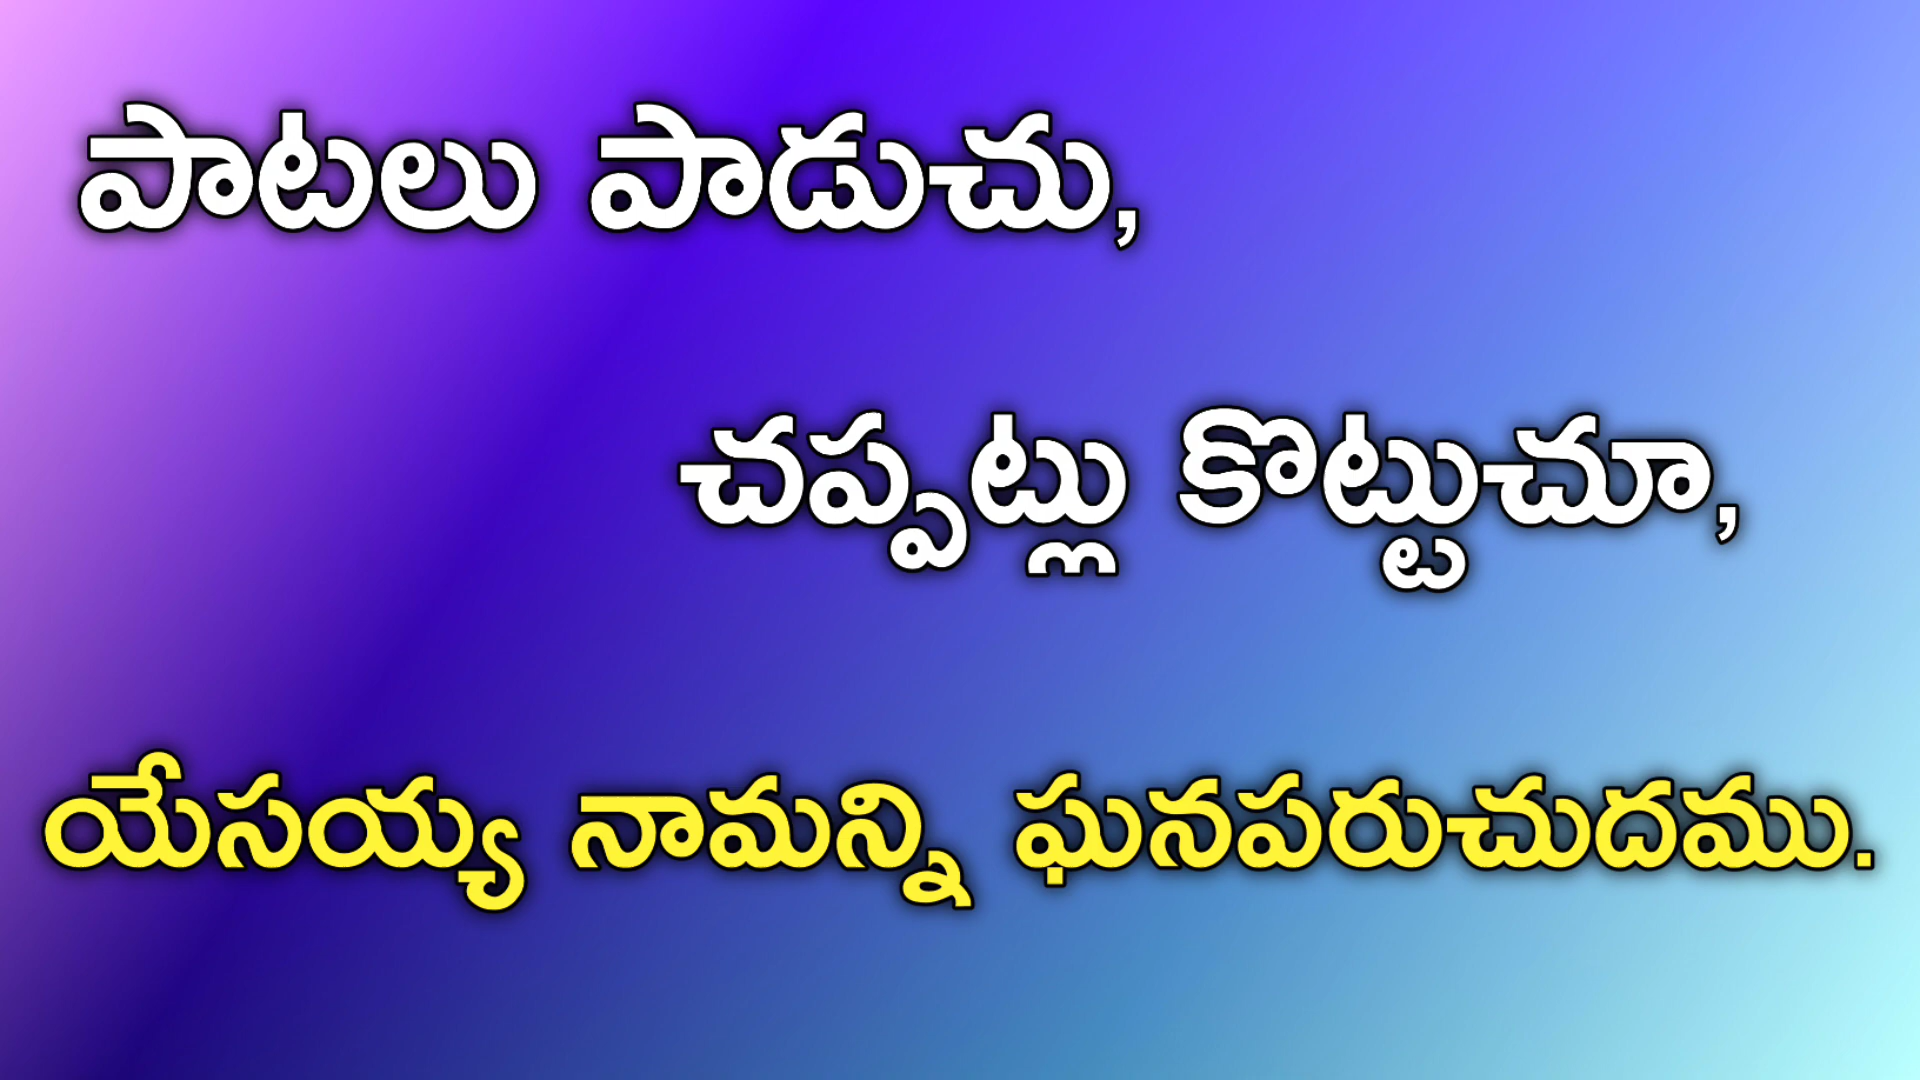 పాటలు పాడుచు,
చప్పట్లు కొట్టుచూ,
యేసయ్య నామన్ని ఘనపరుచుదము.